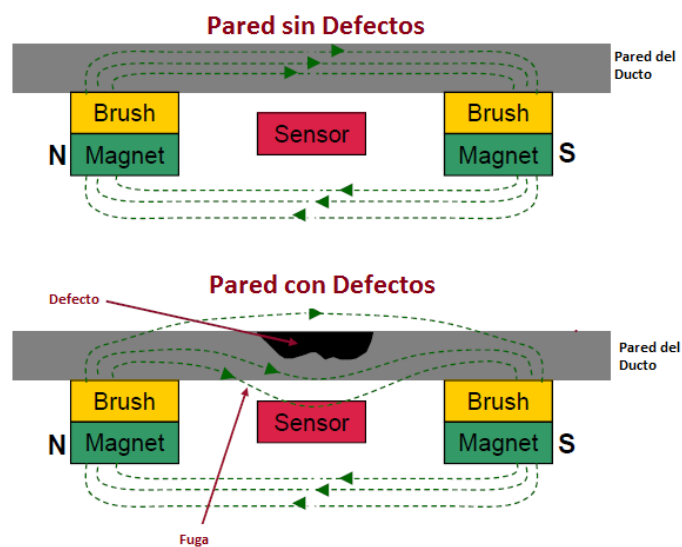 Pared sin Defectos
Pared del
Ducto
Brush
Brush
Sensor
N
Magnet
Magnet
S
Pared con Defectos
Defecto
Pared del
Ducto
Brush
Brush
Sensor
N
Magnet
Magnet
S
Fuga